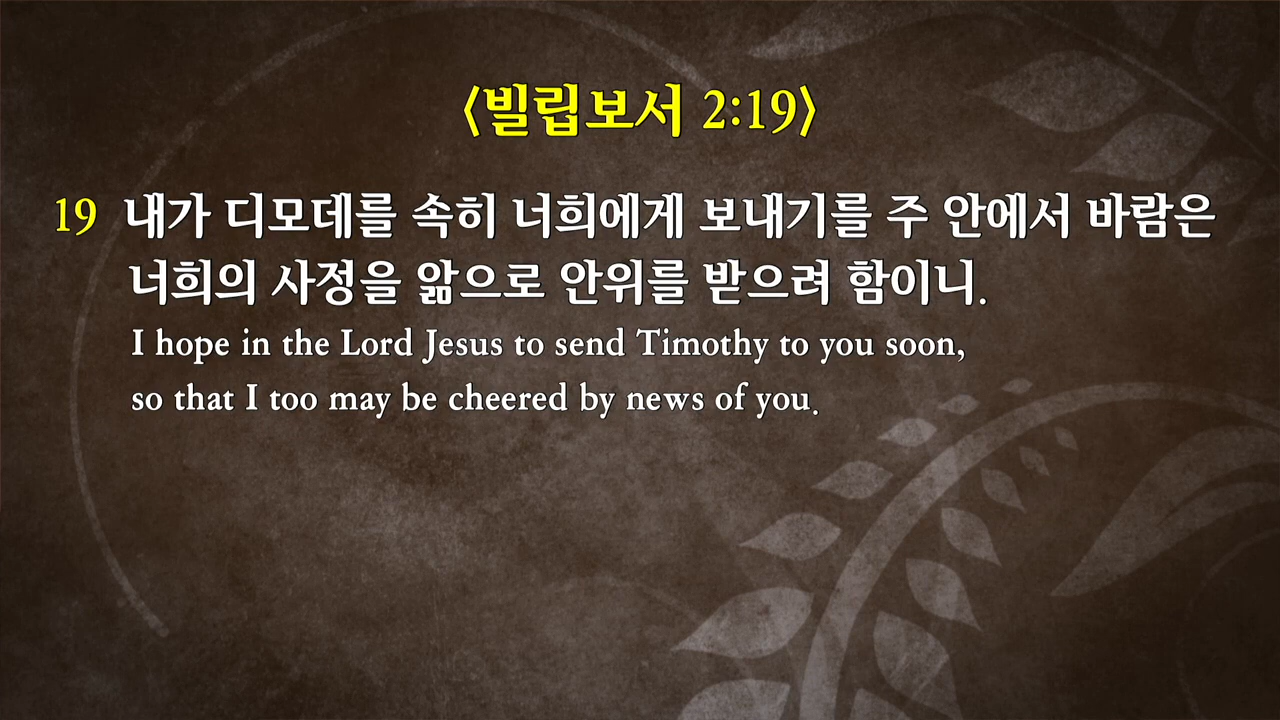 〈빌립보서 2:19〉
19 내가 디모데를 속히 너희에게 보내기를 주 안에서 바람은
너희의 사정을 앎으로 안위를 받으려 함이니.
I hope in the Lord Jesus to send Timothy to you soon,
so that I too may be cheered by news of you.